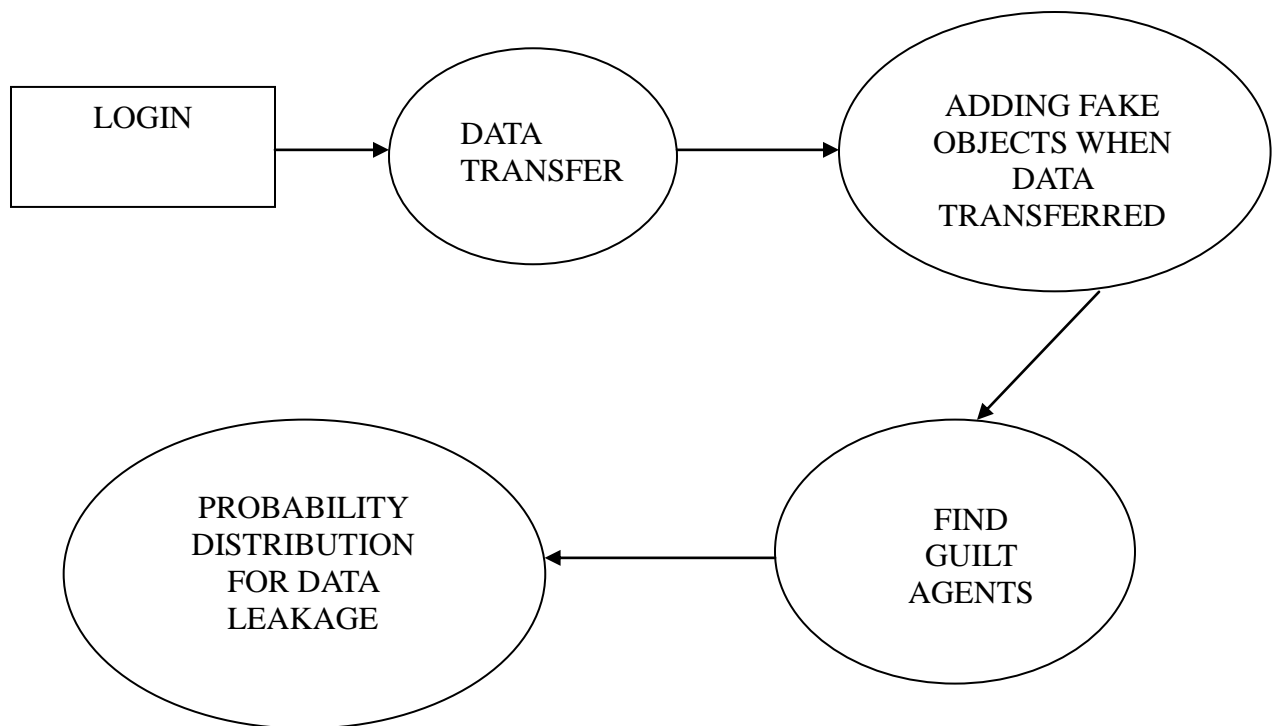 LOGIN
DATA
TRANSFER
ADDING FAKE
OBJECTS WHEN
DATA
TRANSFERRED
FIND
GUILT
AGENTS
PROBABILITY
DISTRIBUTION
FOR DATA
LEAKAGE